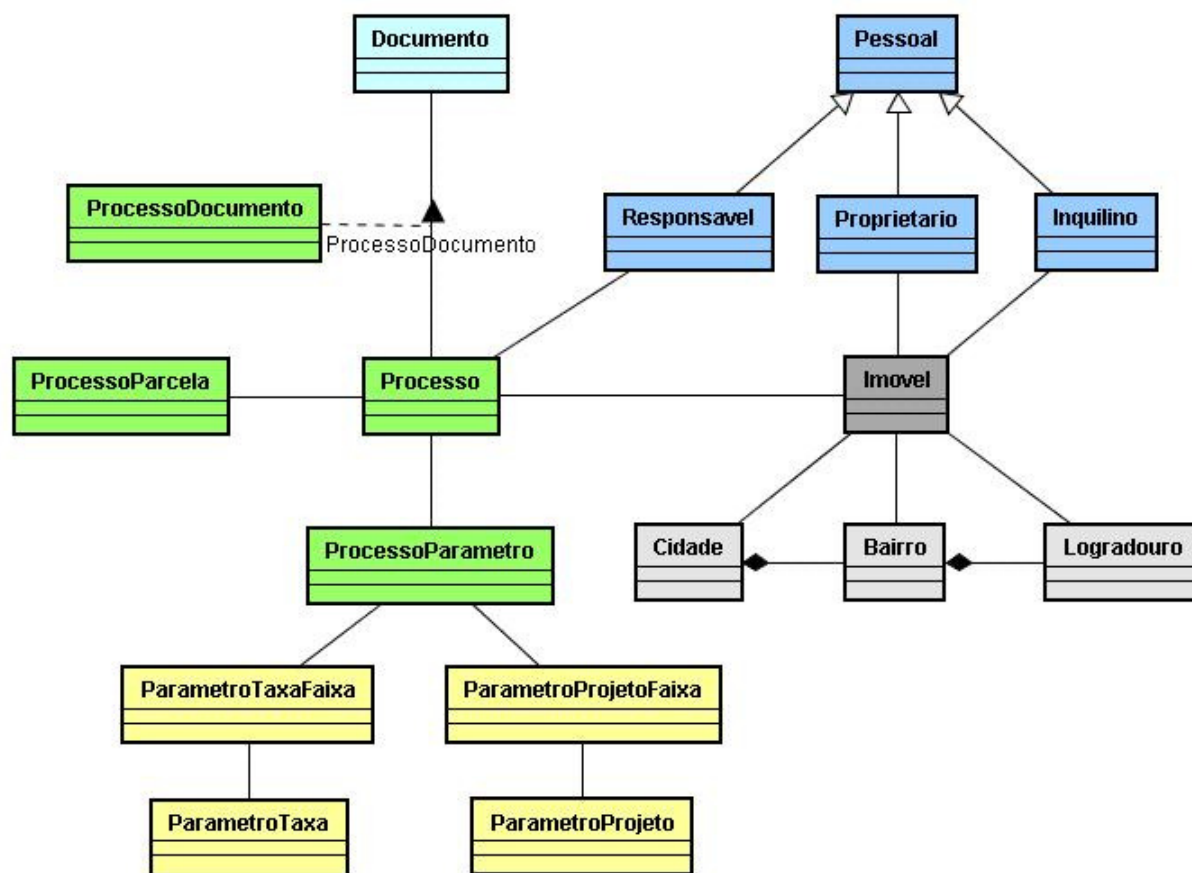 Documento
Pessoal
ProcessoDocumento
Responsavel
Proprietario
Inquilino
ProcessoDocumento
ProcessoParcela
Processo
Imovel
ProcessoParametro
Cidade
Bairro
Logradouro
ParametroTaxaFaixa
ParametroProjetoFaixa
ParametroTaxa
ParametroProjeto